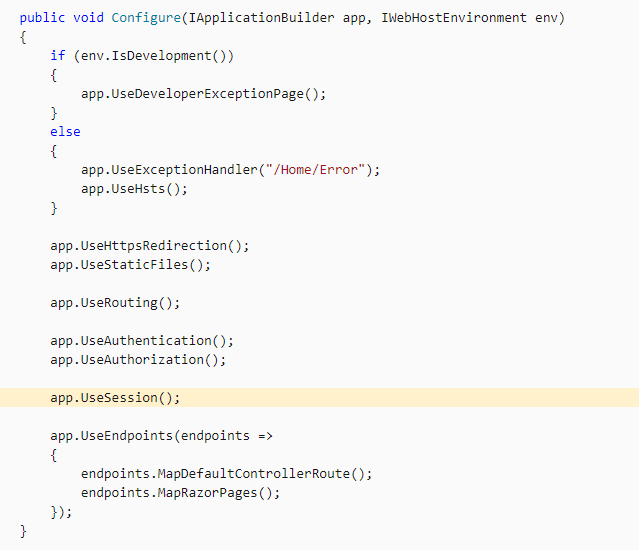 public void Configure(IApplicationBuilder app, IWebHostEnvironment env)
{
    if (env.IsDevelopment())
    {
        app.UseDeveloperExceptionPage();
    }
    else
    {
        app.UseExceptionHandler("/Home/Error");
        app.UseHsts();
    }

    app.UseHttpsRedirection();
    app.UseStaticFiles();

    app.UseRouting();

    app.UseAuthentication();
    app.UseAuthorization();

    app.UseSession();

    app.UseEndpoints(endpoints =>
    {
        endpoints.MapDefaultControllerRoute();
        endpoints.MapRazorPages();
    });
}